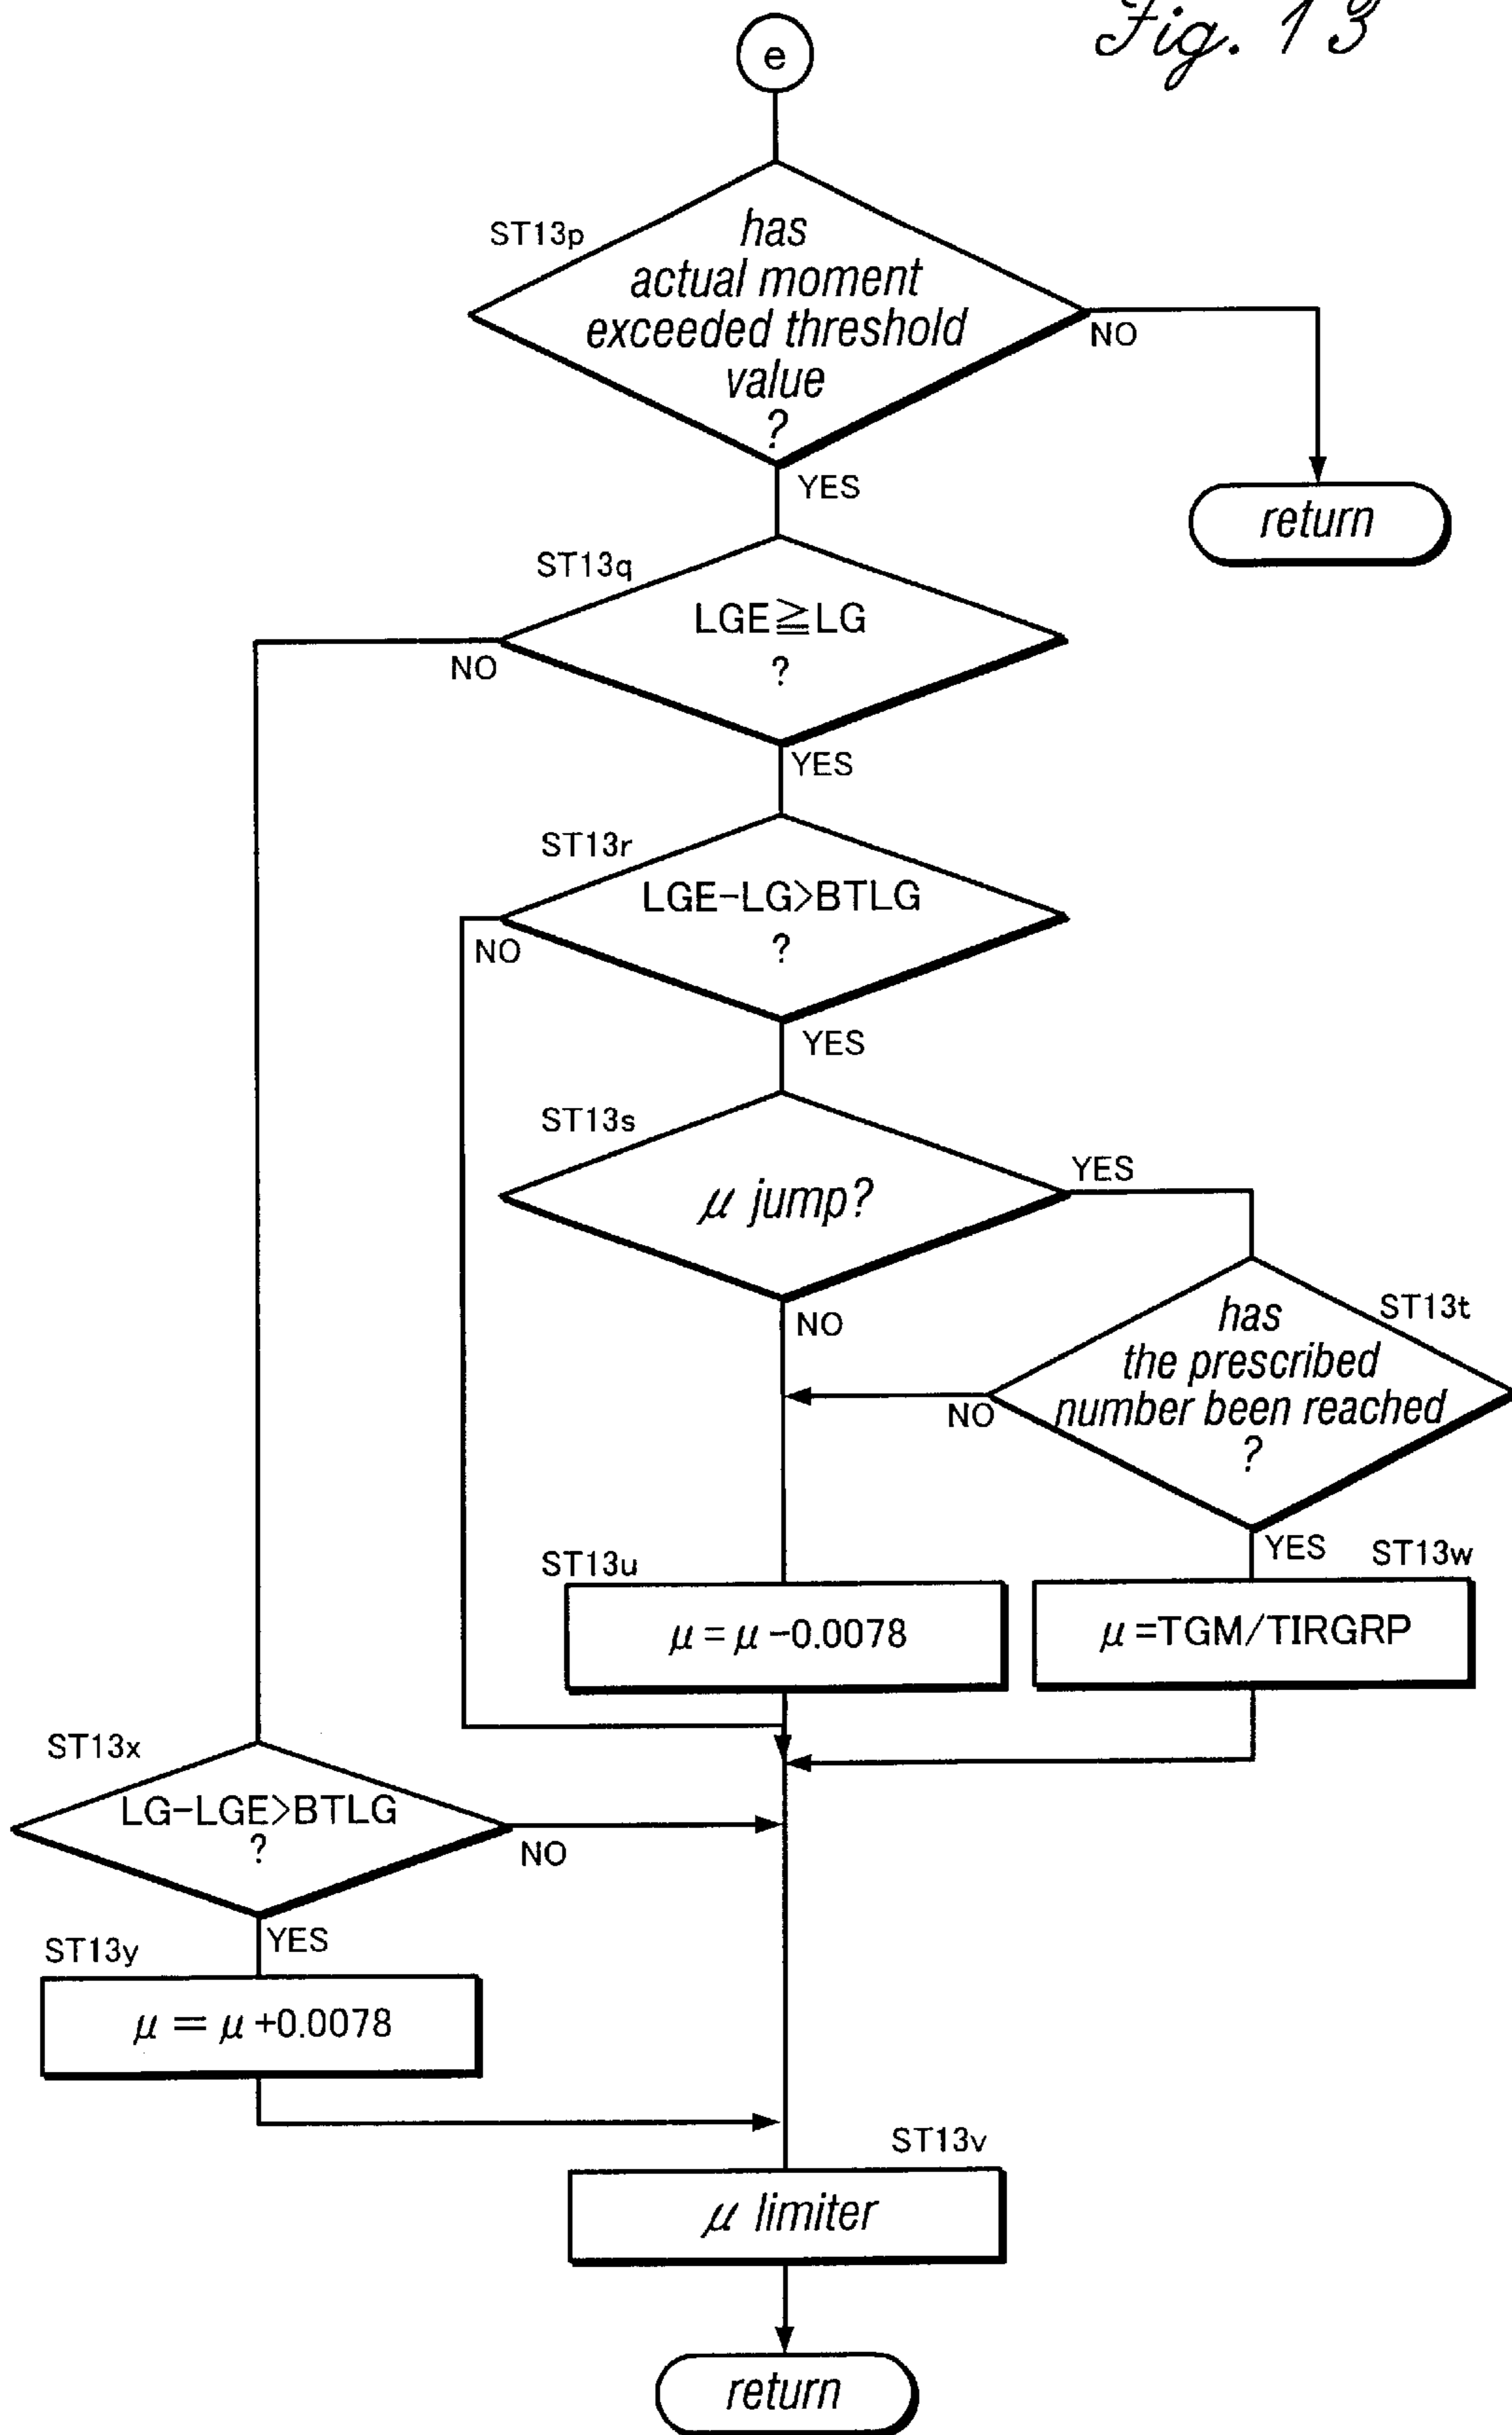 Fig. 13
e
ST13p
has
actual moment
exceeded threshold
value
?
NO
return
YES
ST13q
LGE≧LG
?
NO
YES
ST13r
LGE-LG>BTLG
?
NO
YES
ST13s
μ jump?
YES
NO
ST13t
has
the prescribed
number been reached
?
NO
YES
ST13u
μ = μ -0.0078
ST13w
μ =TGM/TIRGRP
ST13x
LG-LGE>BTLG
?
NO
YES
ST13y
μ = μ +0.0078
ST13v
μ limiter
return